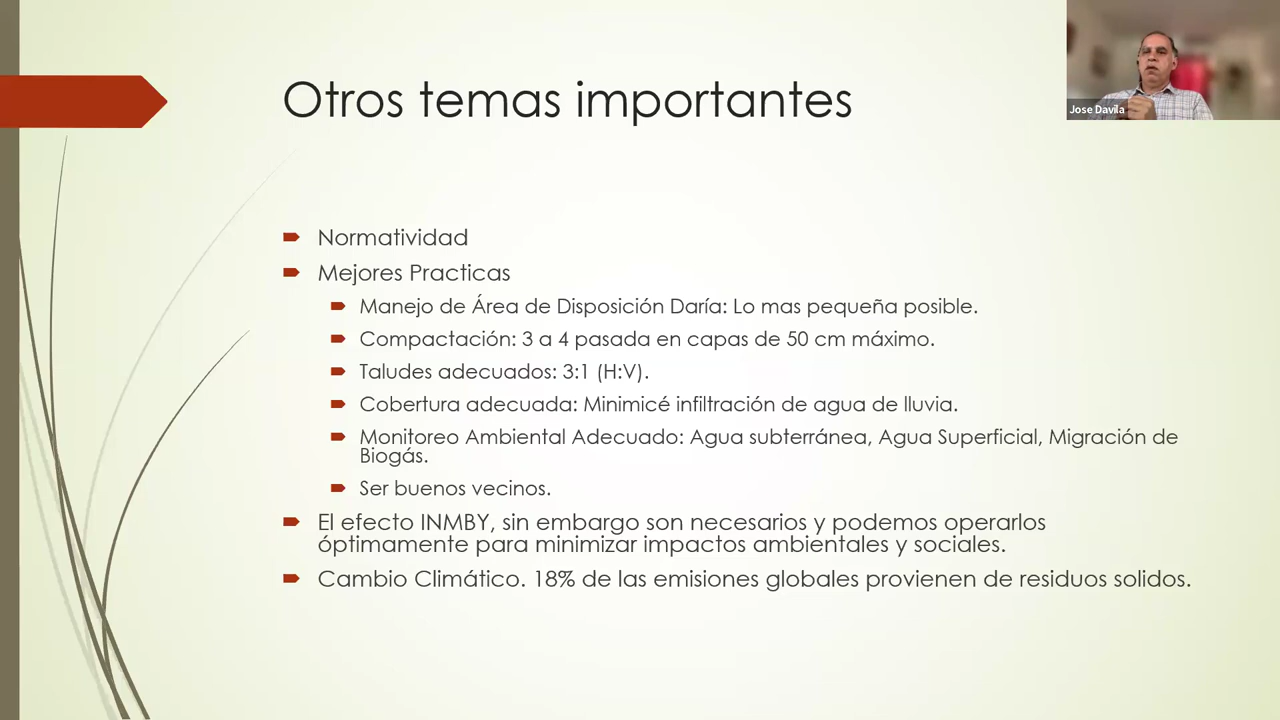 Otros temas importantes
Jose Davila
Normatividad
Mejores Practicas
Manejo de Área de Disposición Daría: Lo mas pequeña posible.
Compactación: 3 a 4 pasada en capas de 50 cm máximo.
Taludes adecuados: 3:1 (H:V).
Cobertura adecuada: Minimicé infiltración de agua de lluvia.
Monitoreo Ambiental Adecuado: Agua subterránea, Agua Superficial, Migración de
Biogás.
Ser buenos vecinos.
El efecto INMBY, sin embargo son necesarios y podemos operarlos
óptimamente para minimizar impactos ambientales y sociales.
Cambio Climático. 18% de las emisiones globales provienen de residuos solidos.